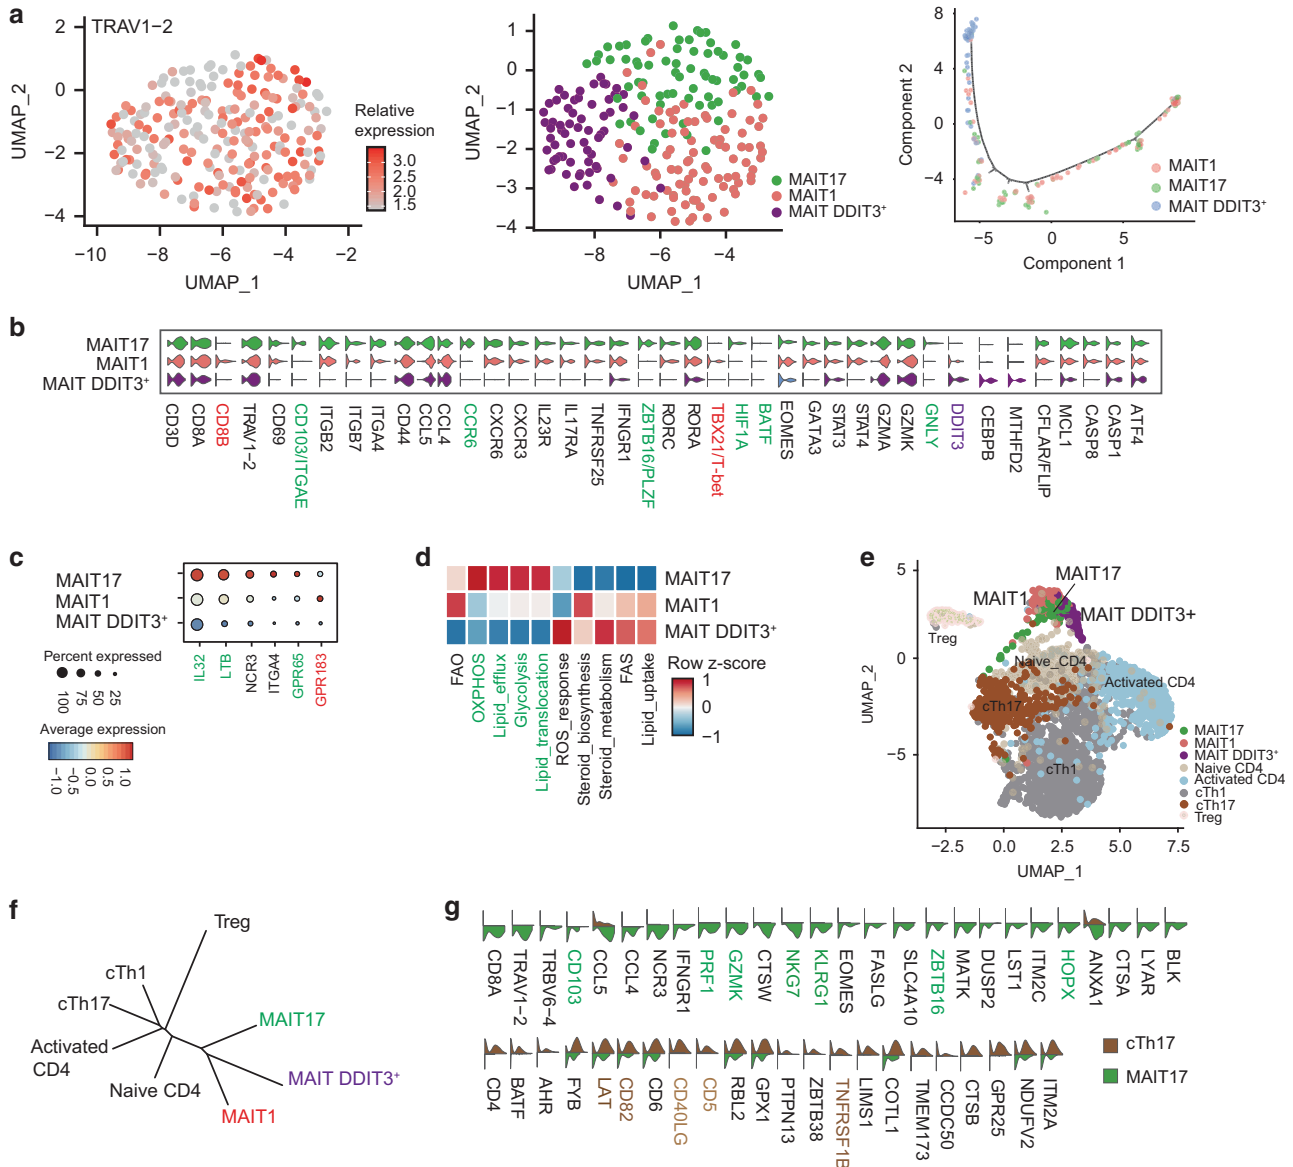 a
TRAV1−2
2
0
−2
−4
−10
−8
−6
−4
−2
UMAP_2
UMAP_1
Relative
expression
3.0
2.5
2.0
1.5
1
0
−1
−2
−3
−4
−8
−6
−4
UMAP_2
UMAP_1
MAIT17
MAIT1
MAIT DDIT3+
8
4
0
−4
−5
0
5
Component 2
Component 1
MAIT1
MAIT17
MAIT DDIT3+
b
MAIT17
MAIT1
MAIT DDIT3+
CD3D
CD8A
CD8B
TRAV1−2
CD69
CD103/ITGAE
ITGB2
ITGB7
ITGA4
CD44
CCL5
CCL4
CCR6
CXCR6
CXCR3
IL23R
IL17RA
TNFRSF25
IFNGR1
ZBTB16/PLZF
RORC
RORA
TBX21/T-bet
HIF1A
BATF
EOMES
GATA3
STAT3
STAT4
GZMA
GZMK
GNLY
DDIT3
CEBPB
MTHFD2
CFLAR/FLIP
MCL1
CASP8
CASP1
ATF4
c
MAIT17
MAIT1
MAIT DDIT3+
Percent expressed
100
75
50
25
Average expression
−1.0
−0.5
0.0
0.5
1.0
IL32
LTB
NCR3
ITGA4
GPR65
GPR183
d
MAIT17
MAIT1
MAIT DDIT3+
FAO
OXPHOS
Lipid_efflux
Glycolysis
Lipid_translocation
ROS_response
Steroid_biosynthesis
Steroid_metabolism
FAS
Lipid_uptake
Row z-score
1
0
−1
e
5
0
−5
−2.5
0.0
2.5
5.0
7.5
UMAP_2
UMAP_1
MAIT17
MAIT1
MAIT DDIT3+
Treg
Naive_CD4
Activated CD4
cTh17
cTh1
MAIT17
MAIT1
MAIT DDIT3+
Naive CD4
Activated CD4
cTh1
cTh17
Treg
f
Treg
cTh1
cTh17
Activated
CD4
Naive CD4
MAIT17
MAIT DDIT3+
MAIT1
g
CD8A
TRAV1−2
TRBV6−4
CD103
CCL5
CCL4
NCR3
IFNGR1
PRF1
GZMK
CTSW
NKG7
KLRG1
EOMES
FASLG
SLC4A10
ZBTB16
MATK
DUSP2
LST1
ITM2C
HOPX
ANXA1
CTSA
LYAR
BLK
CD4
BATF
AHR
FYB
LAT
CD82
CD6
CD40LG
CD5
RBL2
GPX1
PTPN13
ZBTB38
TNFRSF1B
LIMS1
COTL1
TMEM173
CCDC50
CTSB
GPR25
NDUFV2
ITM2A
cTh17
MAIT17